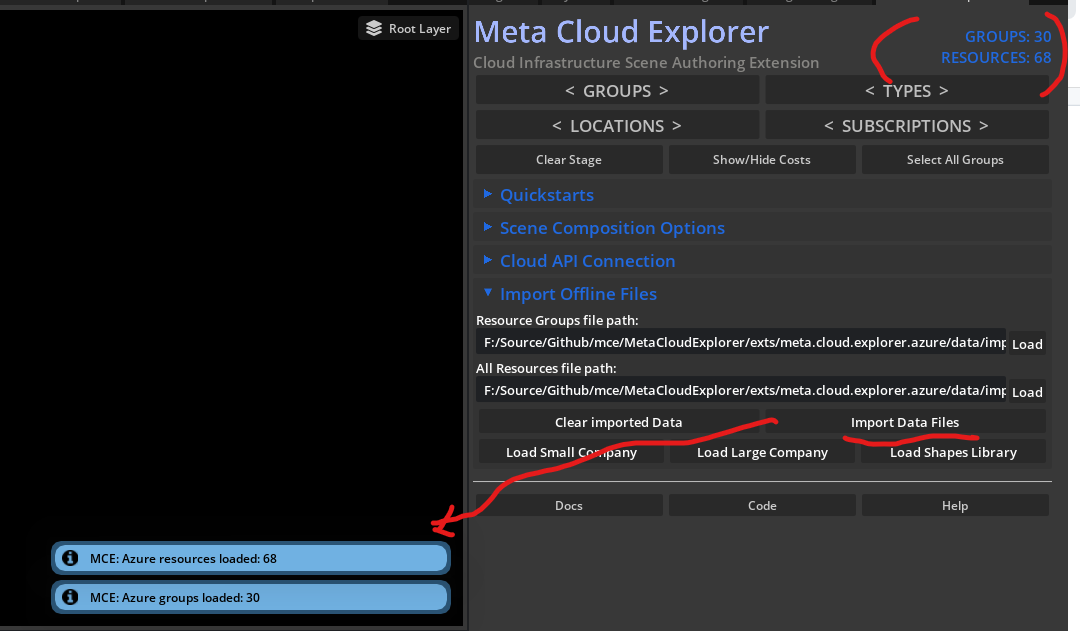 Root Layer
Meta Cloud Explorer
GROUPS: 30
RESOURCES: 68
Cloud Infrastructure Scene Authoring Extension
< GROUPS >
< TYPES >
< LOCATIONS >
< SUBSCRIPTIONS >
Clear Stage
Show/Hide Costs
Select All Groups
Quickstarts
Scene Composition Options
Cloud API Connection
Import Offline Files
Resource Groups file path:
F:/Source/Github/mce/MetaCloudExplorer/exts/meta.cloud.explorer.azure/data/imp
Load
All Resources file path:
F:/Source/Github/mce/MetaCloudExplorer/exts/meta.cloud.explorer.azure/data/imp
Load
Clear imported Data
Import Data Files
Load Small Company
Load Large Company
Load Shapes Library
Docs
Code
Help
MCE: Azure resources loaded: 68
MCE: Azure groups loaded: 30